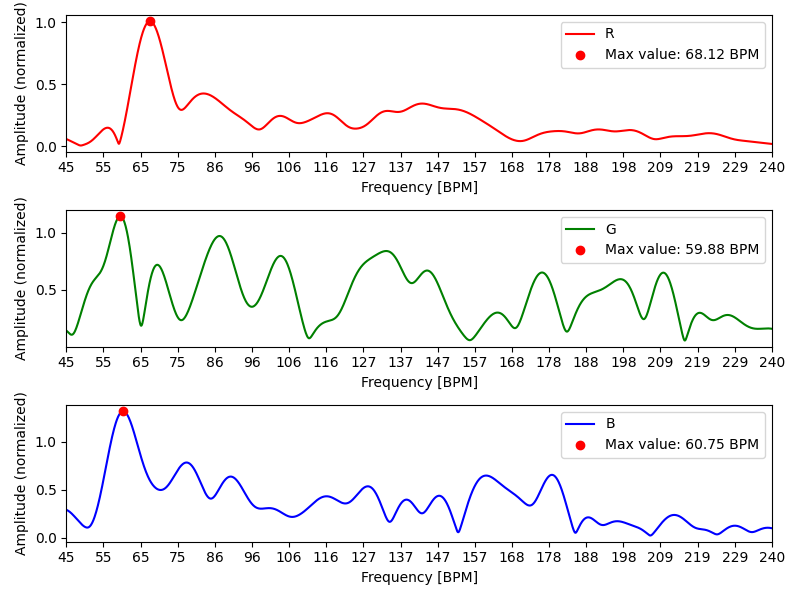 Amplitude (normalized)
1.0
0.5
0.0
R
Max value: 68.12 BPM
45 55 65 75 86 96 106 116 127 137 147 157 168 178 188 198 209 219 229 240
Frequency [BPM]
Amplitude (normalized)
1.0
0.5
G
Max value: 59.88 BPM
45 55 65 75 86 96 106 116 127 137 147 157 168 178 188 198 209 219 229 240
Frequency [BPM]
Amplitude (normalized)
1.0
0.5
0.0
B
Max value: 60.75 BPM
45 55 65 75 86 96 106 116 127 137 147 157 168 178 188 198 209 219 229 240
Frequency [BPM]